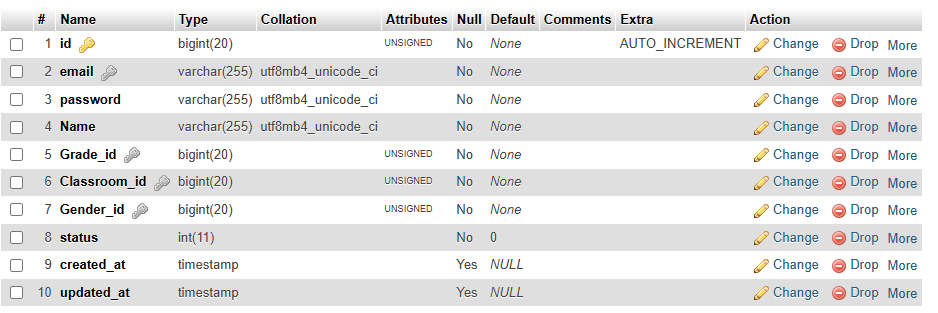 # Name Type Collation Attributes Null Default Comments Extra Action
1 id bigint(20) UNSIGNED No None AUTO_INCREMENT Change Drop More
2 email varchar(255) utf8mb4_unicode_ci No None Change Drop More
3 password varchar(255) utf8mb4_unicode_ci No None Change Drop More
4 Name varchar(255) utf8mb4_unicode_ci No None Change Drop More
5 Grade_id bigint(20) UNSIGNED No None Change Drop More
6 Classroom_id bigint(20) UNSIGNED No None Change Drop More
7 Gender_id bigint(20) UNSIGNED No None Change Drop More
8 status int(11) No 0 Change Drop More
9 created_at timestamp Yes NULL Change Drop More
10 updated_at timestamp Yes NULL Change Drop More